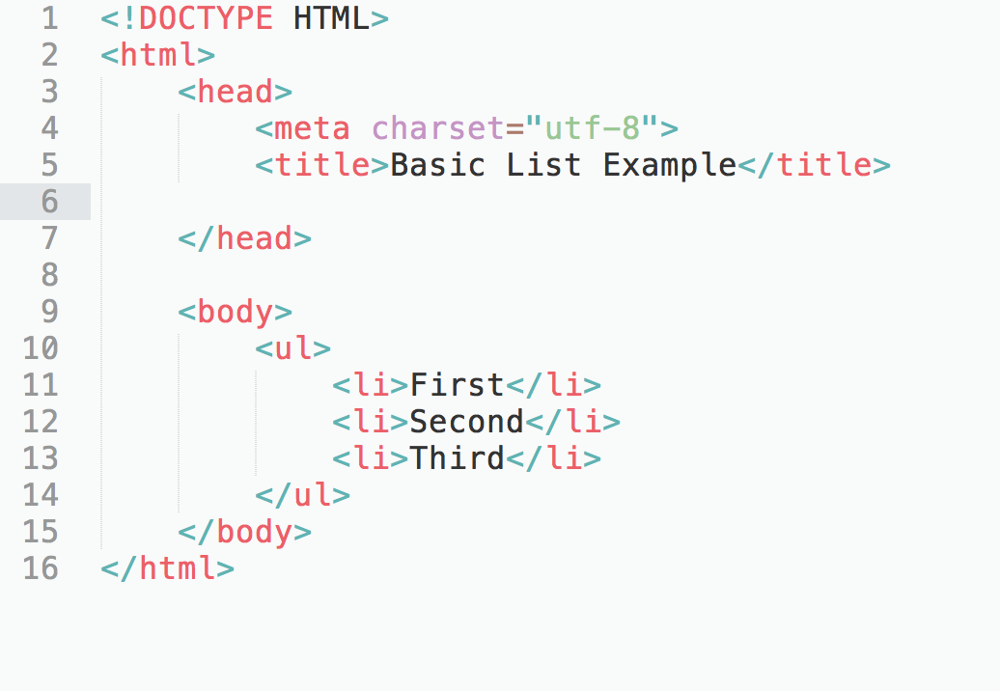 1 <!DOCTYPE HTML>
2 <html>
3     <head>
4         <meta charset="utf-8">
5         <title>Basic List Example</title>
6
7     </head>
8
9     <body>
10         <ul>
11             <li>First</li>
12             <li>Second</li>
13             <li>Third</li>
14         </ul>
15     </body>
16 </html>